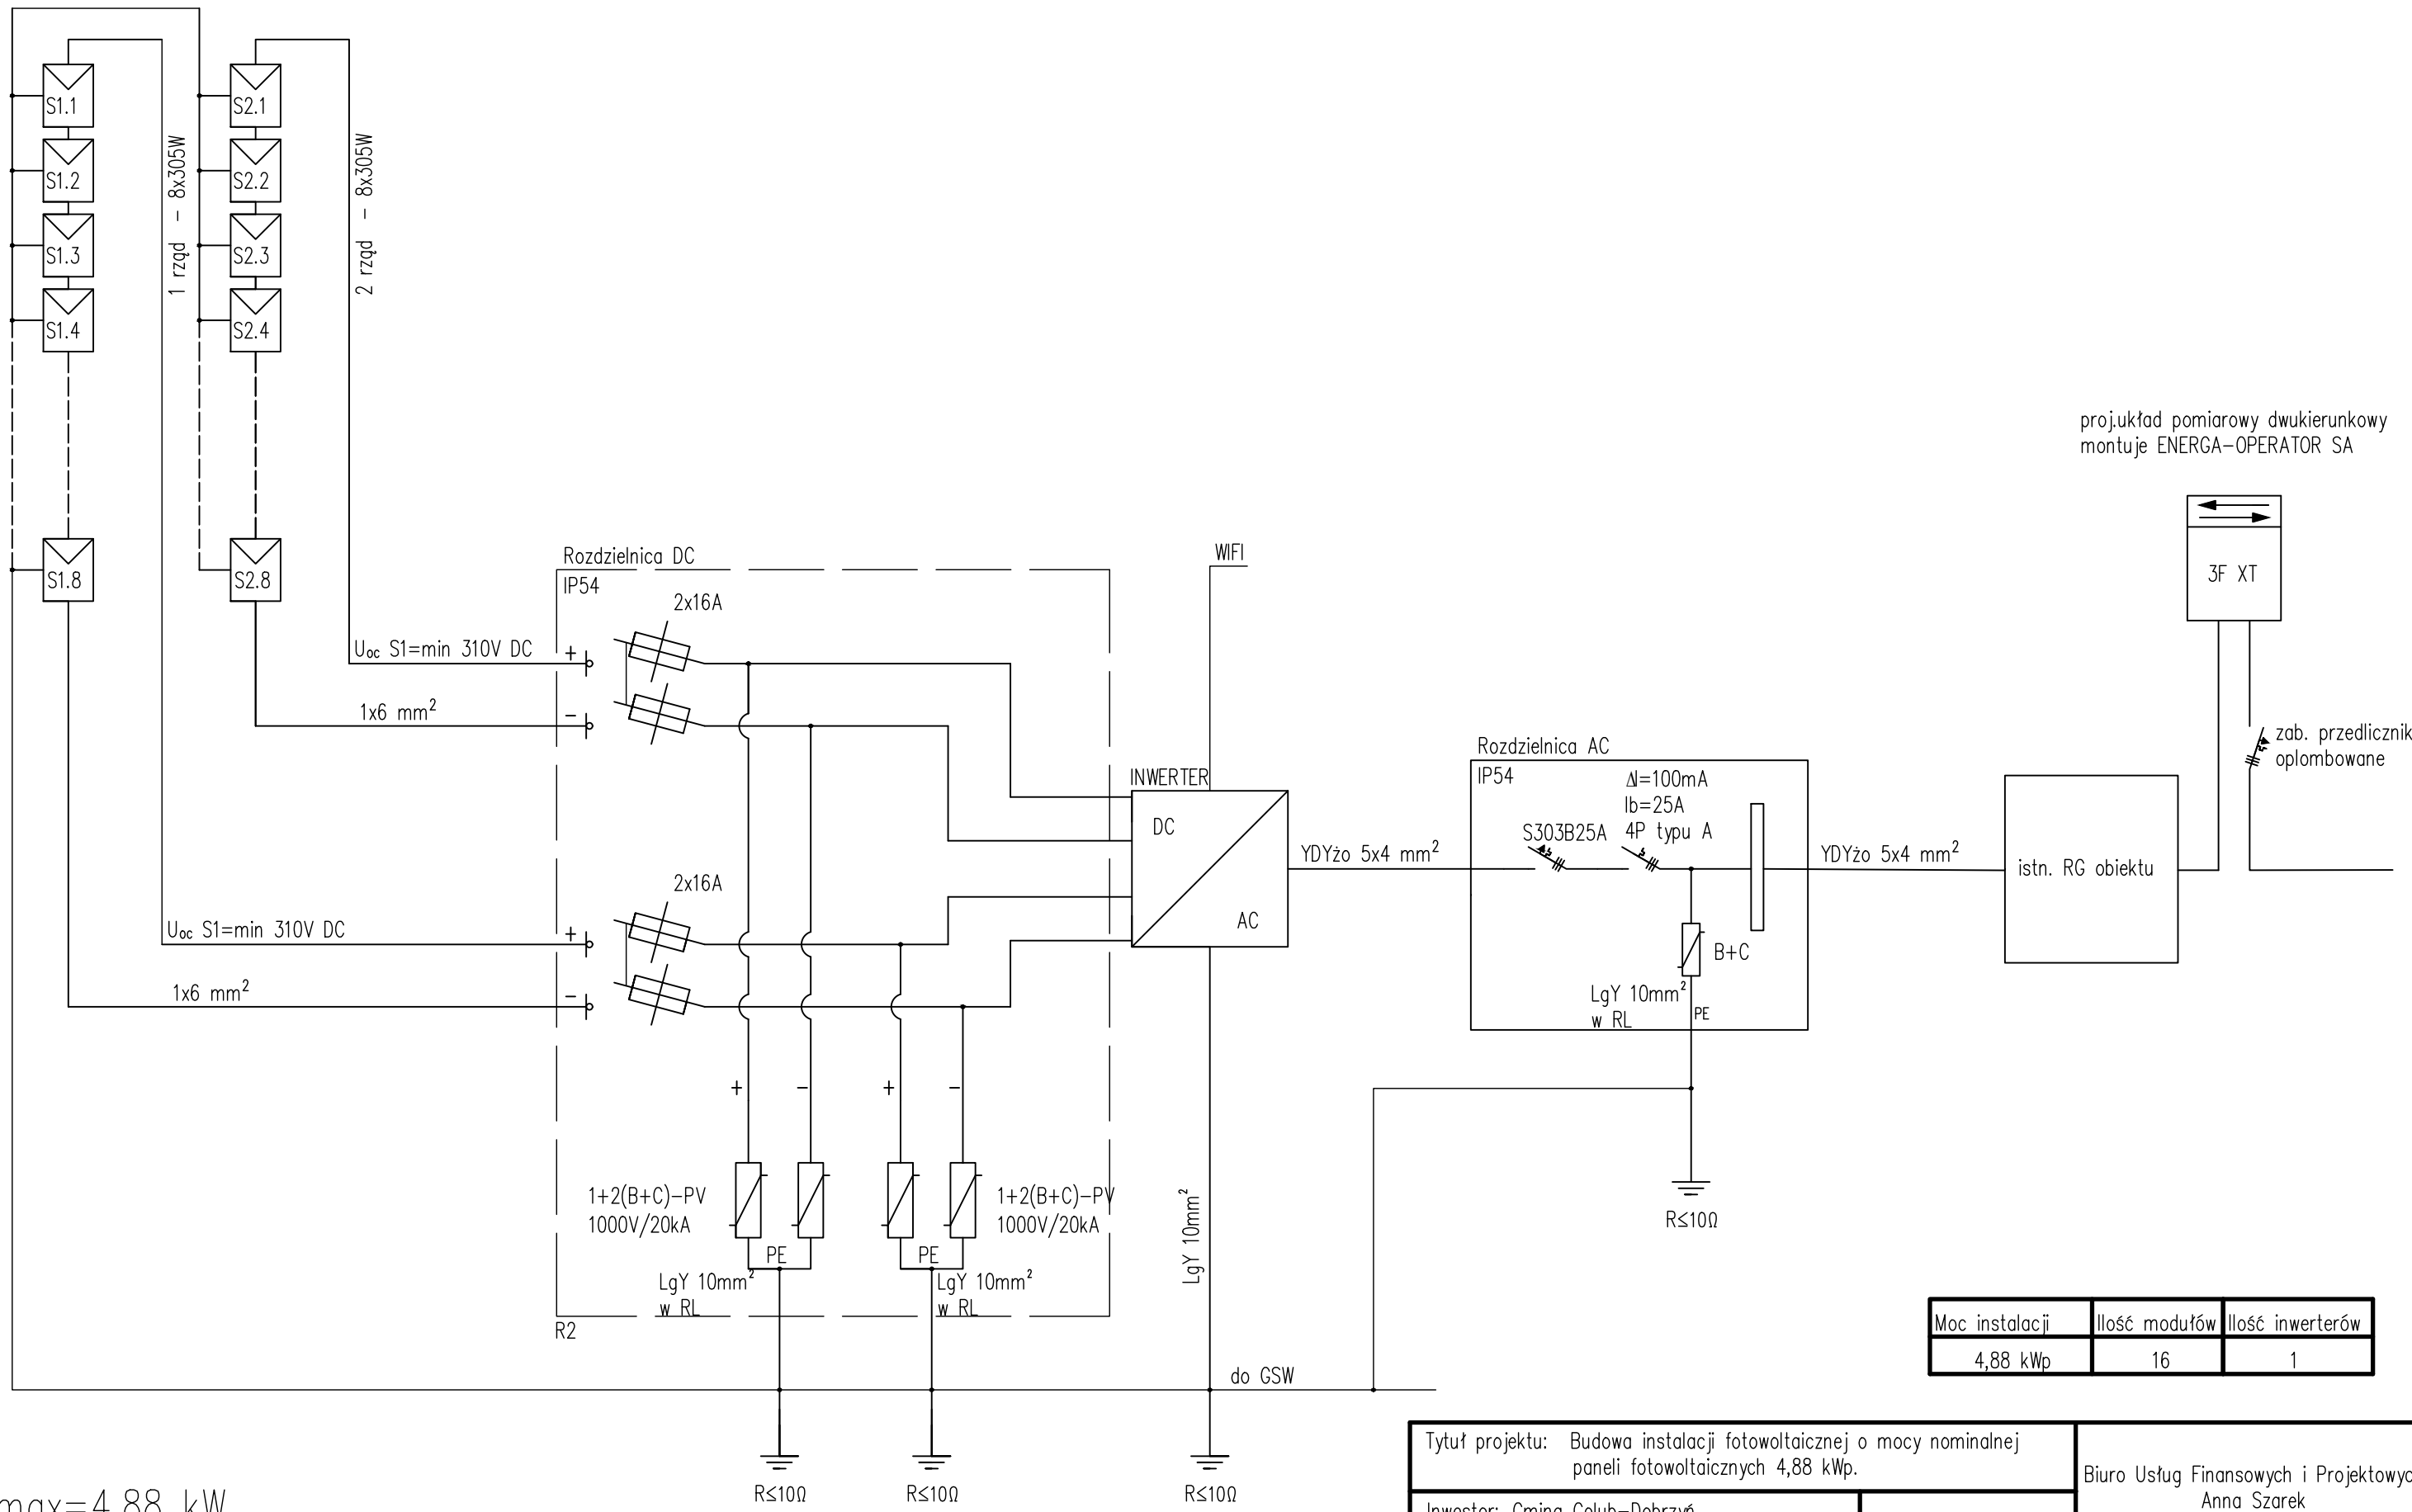 S1.1
S1.2
S1.3
S1.4
S1.8
1 rząd - 8x305W
S2.1
S2.2
S2.3
S2.4
S2.8
2 rząd - 8x305W
Uoc S1=min 310V DC
1x6 mm²
Uoc S1=min 310V DC
1x6 mm²
Rozdzielnica DC
IP54
2x16A
+
-
2x16A
+
-
+
-
+
-
1+2(B+C)-PV
1000V/20kA
1+2(B+C)-PV
1000V/20kA
PE
PE
LgY 10mm²
w RL
LgY 10mm²
w RL
R2
WIFI
INWERTER
DC
AC
LgY 10mm²
do GSW
R≤10Ω
R≤10Ω
R≤10Ω
YDYżo 5x4 mm²
Rozdzielnica AC
IP54
ΔI=100mA
Ib=25A
4P typu A
S303B25A
B+C
LgY 10mm²
w RL
PE
R≤10Ω
YDYżo 5x4 mm²
istn. RG obiektu
proj.układ pomiarowy dwukierunkowy
montuje ENERGA-OPERATOR SA
3F XT
zab. przedlicznik
oplombowane
Moc instalacji Ilość modułów Ilość inwerterów
4,88 kWp 16 1
Tytuł projektu: Budowa instalacji fotowoltaicznej o mocy nominalnej
paneli fotowoltaicznych 4,88 kWp.
Inwestor: Gmina Golub-Dobrzyń
Biuro Usług Finansowych i Projektowyc
Anna Szarek
max=4,88 kW